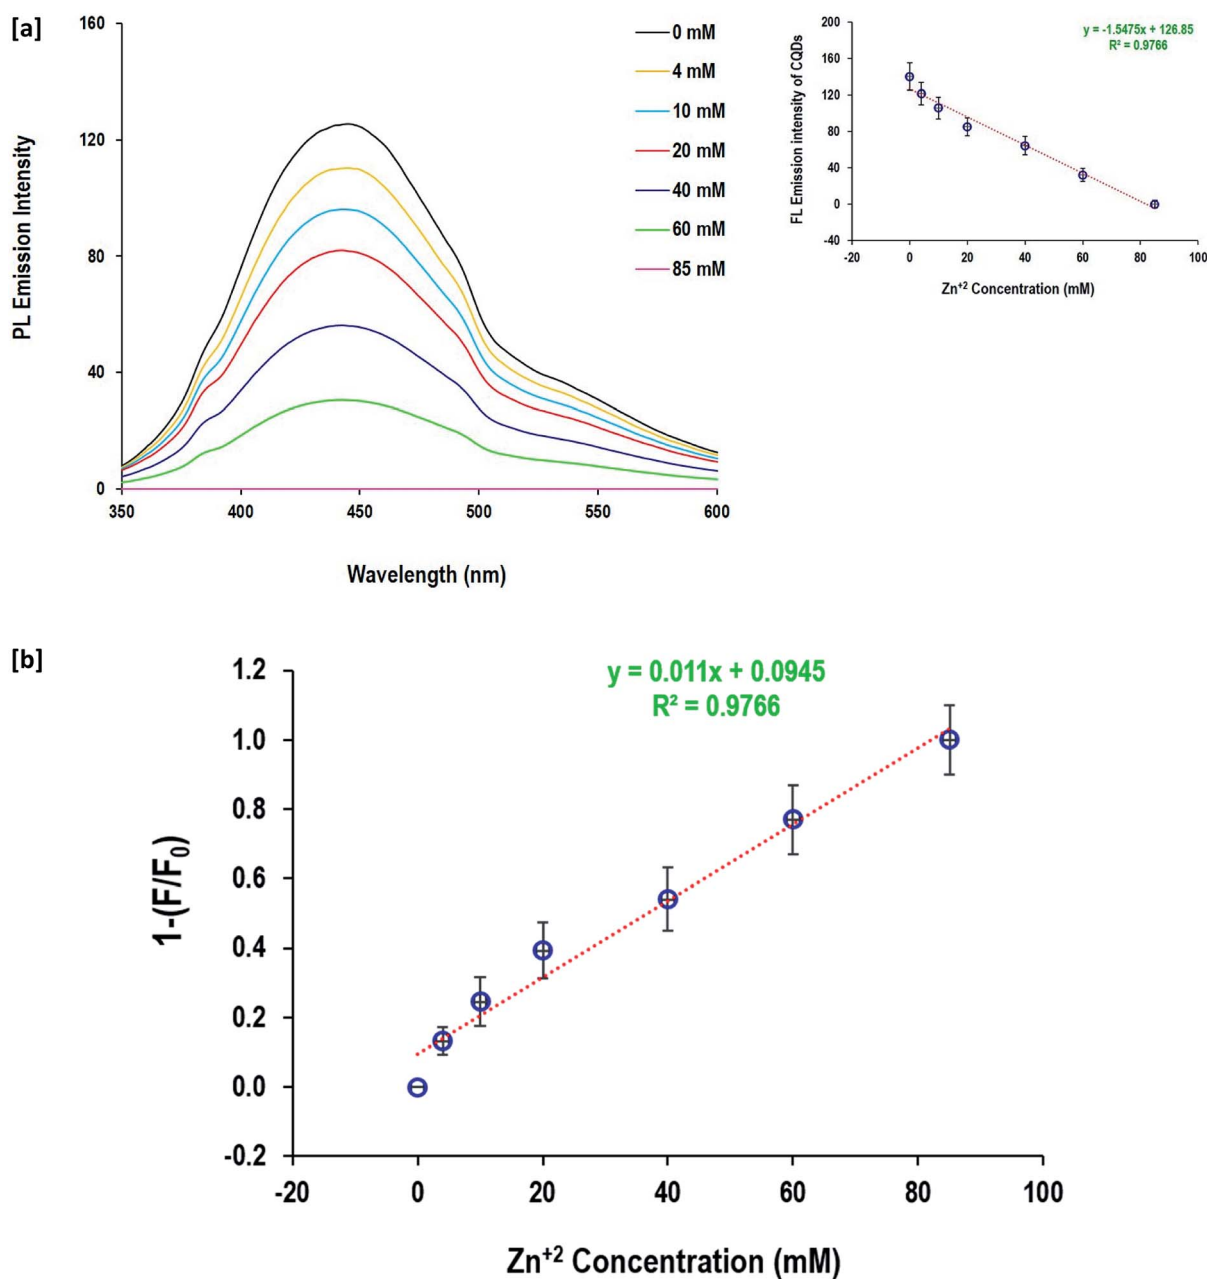 [a]
160
120
80
40
0
PL Emission Intensity
350
400
450
500
550
600
Wavelength (nm)
0 mM
4 mM
10 mM
20 mM
40 mM
60 mM
85 mM
y = -1.5475x + 126.85
R² = 0.9766
200
160
120
80
40
0
-40
FL Emission intensity of CQDs
-20
0
20
40
60
80
100
Zn⁺² Concentration (mM)
[b]
y = 0.011x + 0.0945
R² = 0.9766
1.2
1.0
0.8
0.6
0.4
0.2
0.0
-0.2
1-(F/F₀)
-20
0
20
40
60
80
100
Zn⁺² Concentration (mM)